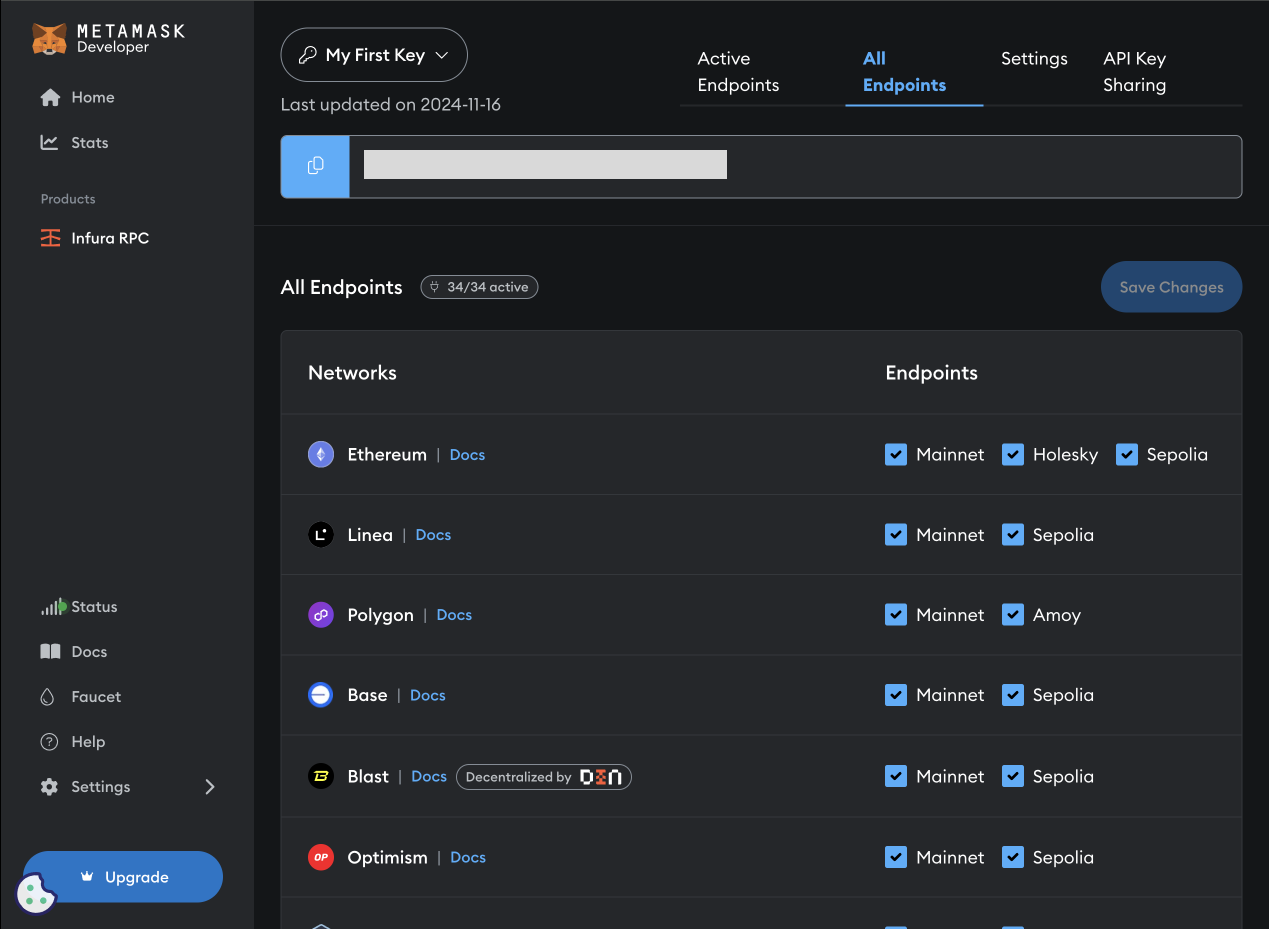 METAMASK
Developer
Home
Stats
Products
Infura RPC
Status
Docs
Faucet
Help
Settings
Upgrade
My First Key
Last updated on 2024-11-16
Active
Endpoints
All
Endpoints
Settings
API Key
Sharing
All Endpoints 34/34 active
Save Changes
Networks Endpoints
Ethereum | Docs Mainnet Holesky Sepolia
Linea | Docs Mainnet Sepolia
Polygon | Docs Mainnet Amoy
Base | Docs Mainnet Sepolia
Blast | Docs Decentralized by DIN Mainnet Sepolia
OP Optimism | Docs Mainnet Sepolia